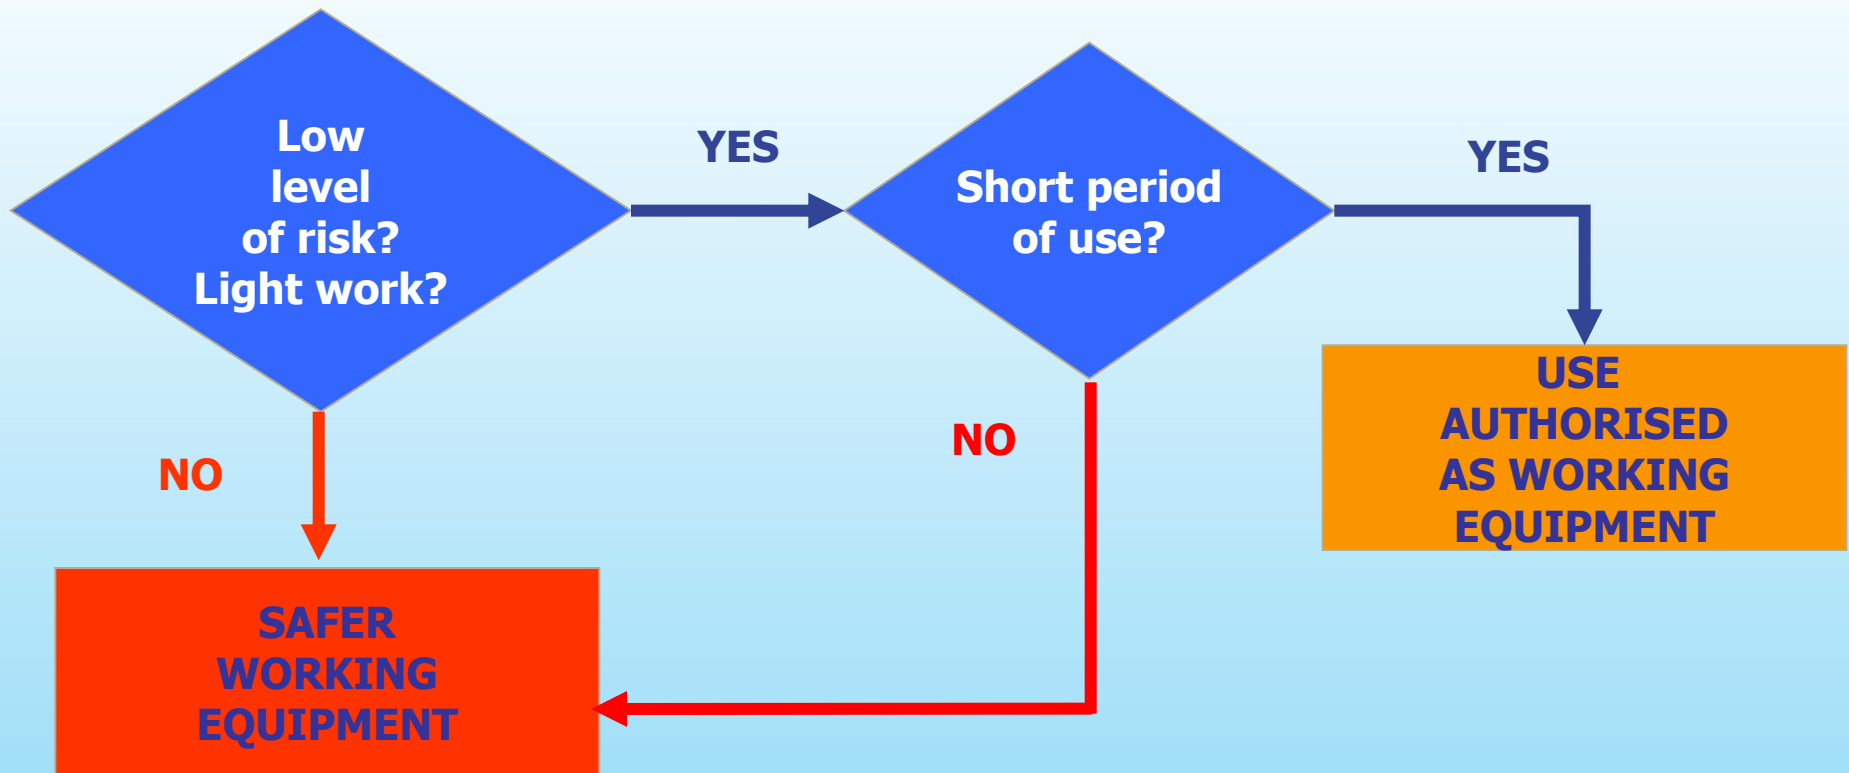 Low
level
of risk?
Light work?
YES
Short period
of use?
YES
NO
NO
USE
AUTHORISED
AS WORKING
EQUIPMENT
SAFER
WORKING
EQUIPMENT